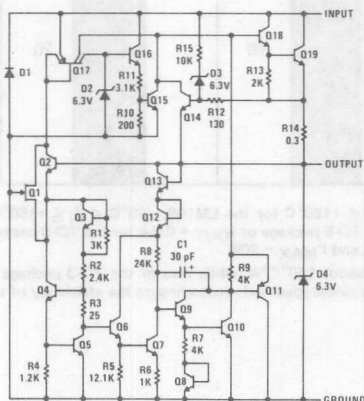 INPUT
Q18
Q16
R15
10K
Q19
Q17
D1
D2
6.3V
R11
3.1K
D3
6.3V
R13
2K
Q15
R10
200
Q14
R12
130
R14
0.3
Q2
OUTPUT
Q13
Q1
Q3
Q12
R1
3K
C1
30 pF
R8
24K
R9
4K
D4
6.3V
R2
2.4K
Q4
Q11
R3
25
Q9
Q6
Q10
R7
4K
Q5
Q7
R4
1.2K
R5
12.1K
R6
1K
Q8
GROUND